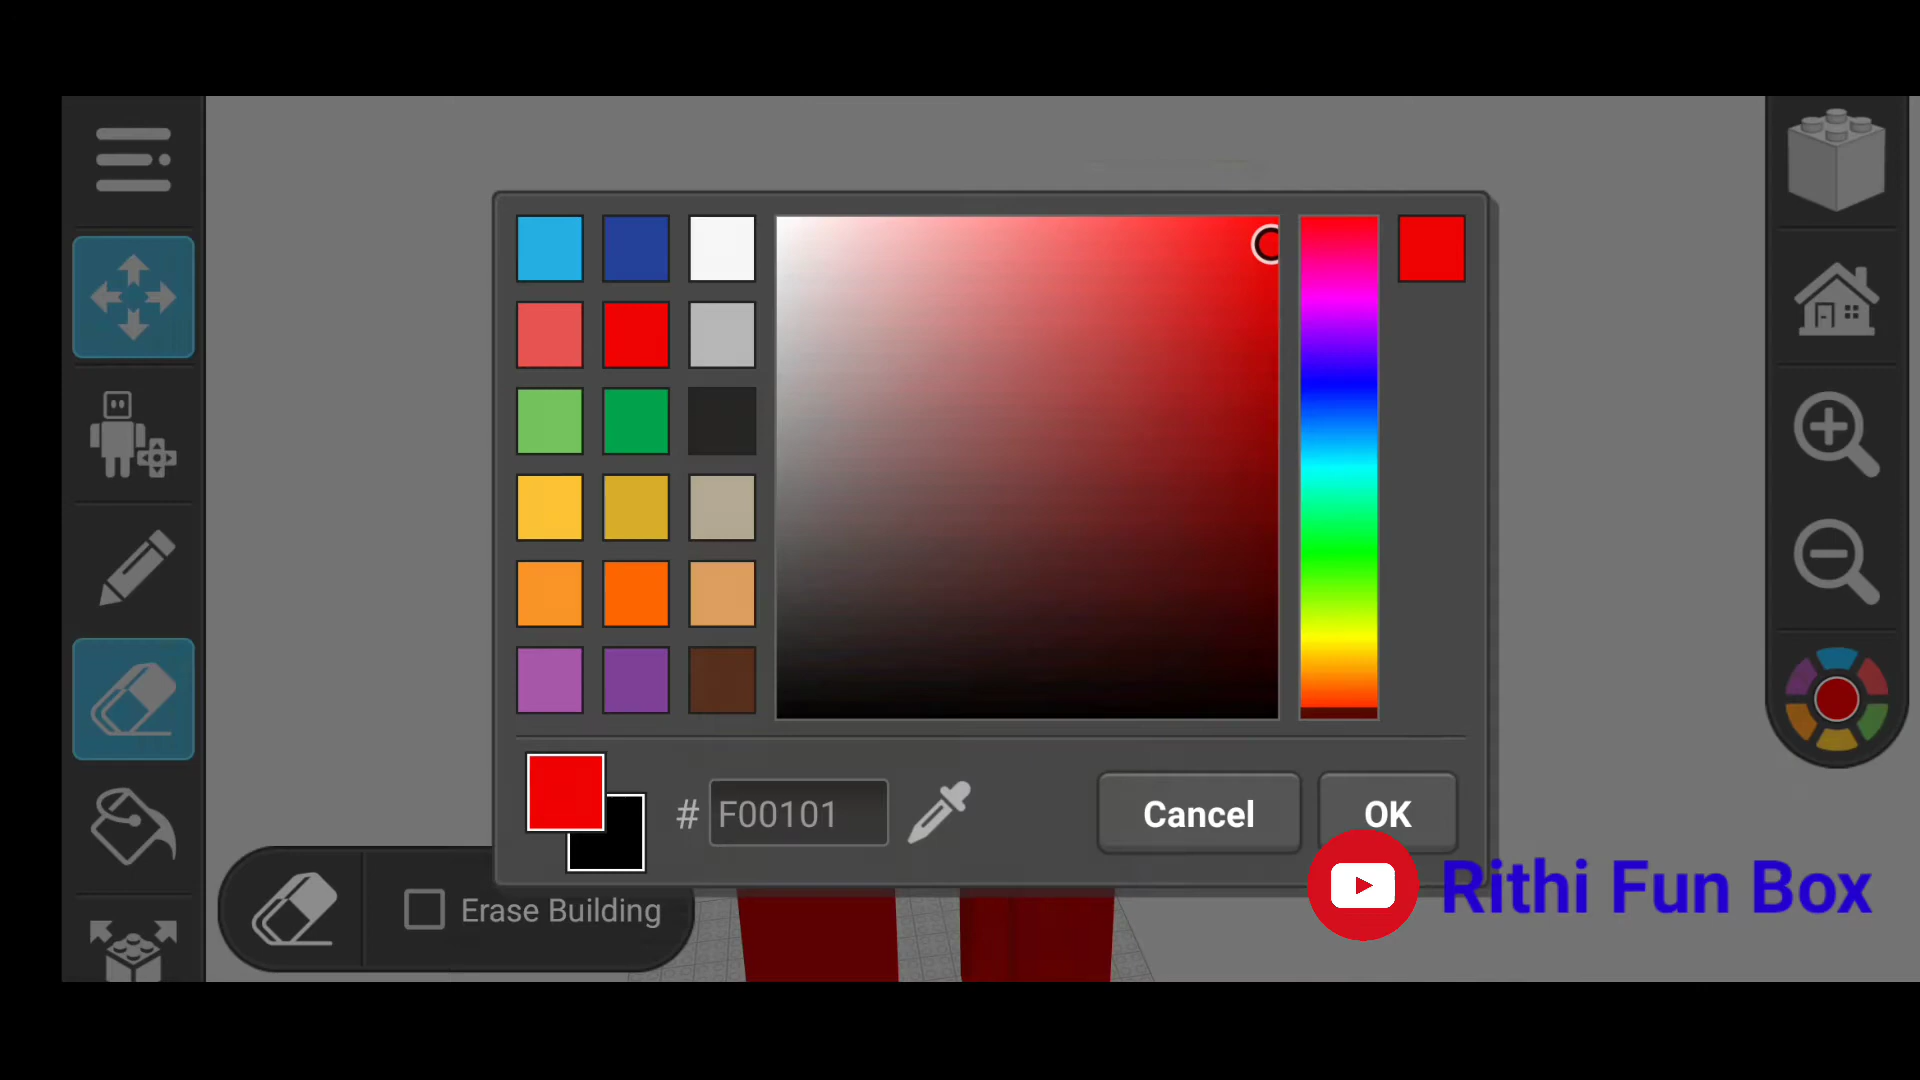 # F00101
Cancel
OK
Erase Building
Rithi Fun Box